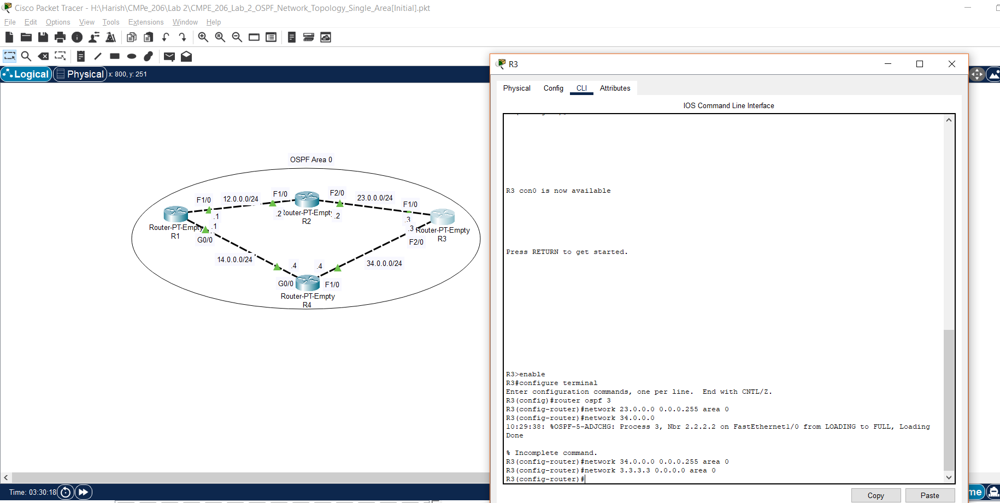 Cisco Packet Tracer - H:\Harish\CMPe_206\Lab 2\CMPE_206_Lab_2_OSPF_Network_Topology_Single_Area[Initial].pkt
File Edit Options View Tools Extensions Window Help
Logical Physical x: 800, y: 251
OSPF Area 0
F1/0 12.0.0.0/24 F1/0 F2/0 23.0.0.0/24 F1/0
.1 .2 Router-PT-Empty .2 .3
R2
Router-PT-Empty .1 .3 Router-PT-Empty
R1 R3
G0/0 F2/0
14.0.0.0/24 .4 .4 34.0.0.0/24
G0/0 F1/0
Router-PT-Empty
R4
Time: 03:30:18
R3
Physical Config CLI Attributes
IOS Command Line Interface
R3 con0 is now available
Press RETURN to get started.
R3>enable
R3#configure terminal
Enter configuration commands, one per line.  End with CNTL/Z.
R3(config)#router ospf 3
R3(config-router)#network 23.0.0.0 0.0.0.255 area 0
R3(config-router)#network 34.0.0.0
10:29:38: %OSPF-5-ADJCHG: Process 3, Nbr 2.2.2.2 on FastEthernet1/0 from LOADING to FULL, Loading
Done
% Incomplete command.
R3(config-router)#network 34.0.0.0 0.0.0.255 area 0
R3(config-router)#network 3.3.3.3 0.0.0.0 area 0
R3(config-router)#
Copy Paste
me